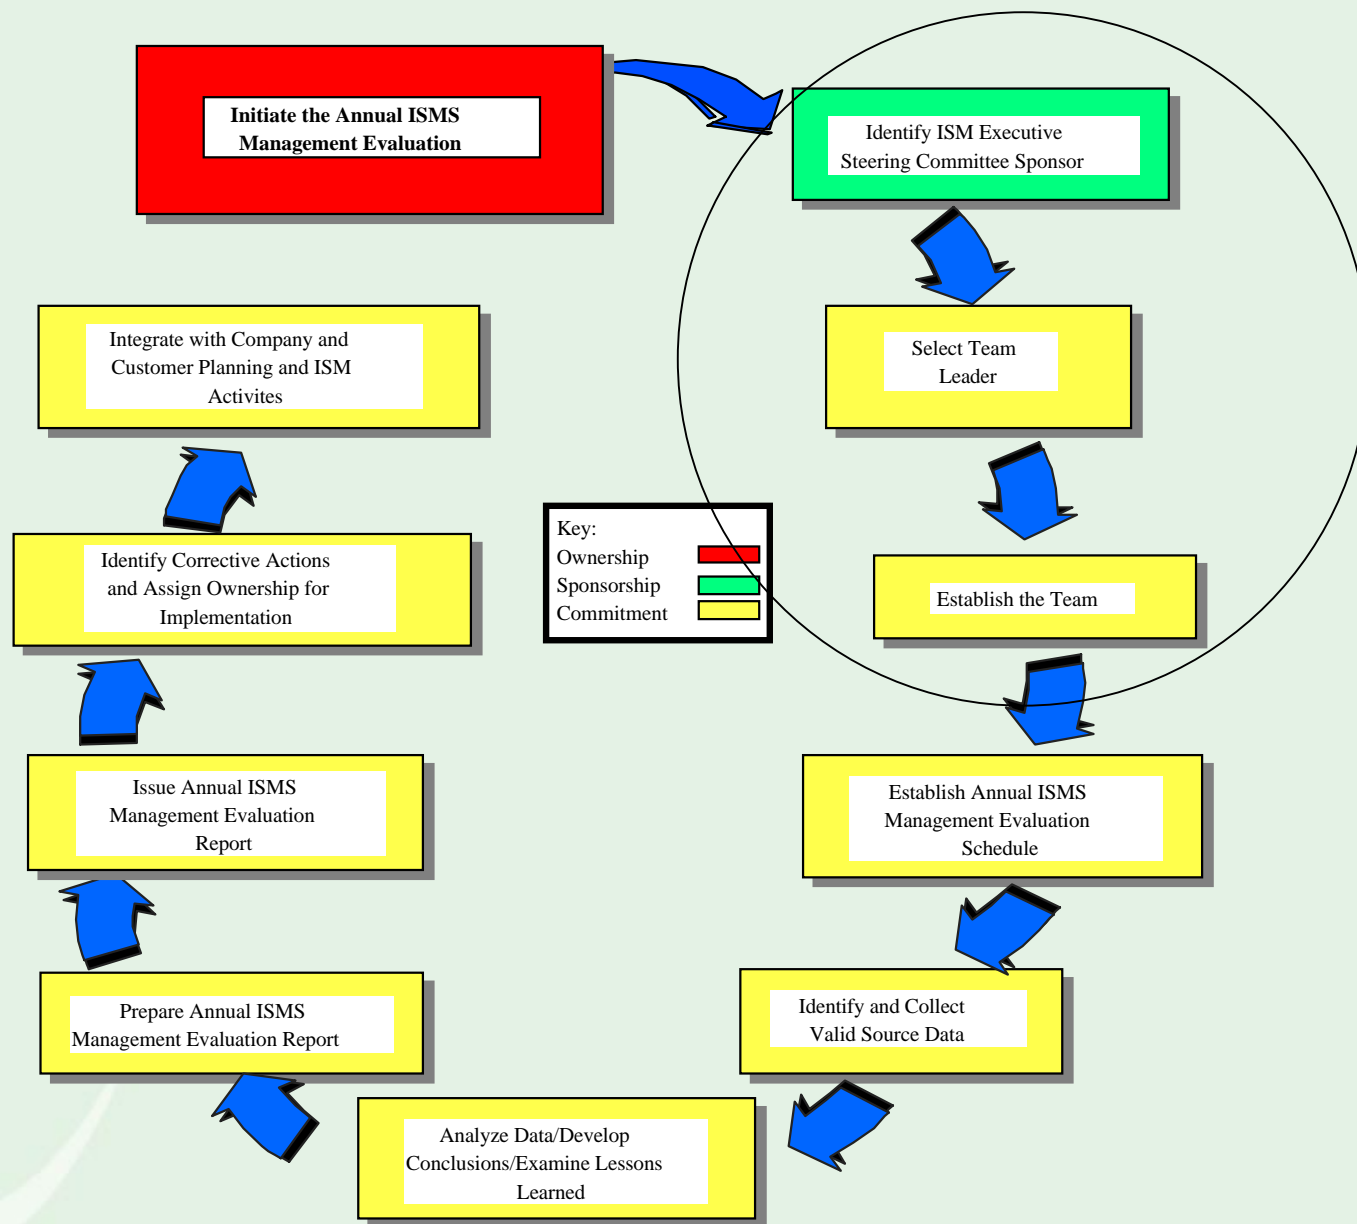 Initiate the Annual ISMS
Management Evaluation
Identify ISM Executive
Steering Committee Sponsor
Select Team
Leader
Establish the Team
Establish Annual ISMS
Management Evaluation
Schedule
Identify and Collect
Valid Source Data
Analyze Data/Develop
Conclusions/Examine Lessons
Learned
Prepare Annual ISMS
Management Evaluation Report
Issue Annual ISMS
Management Evaluation
Report
Identify Corrective Actions
and Assign Ownership for
Implementation
Integrate with Company and
Customer Planning and ISM
Activites
Key:
Ownership
Sponsorship
Commitment